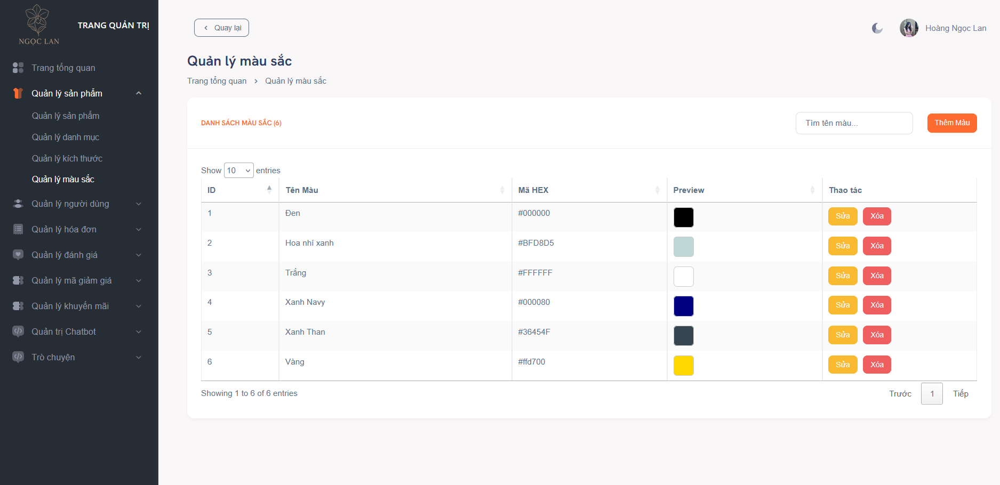 NGỌC LAN
TRANG QUẢN TRỊ
Trang tổng quan
Quản lý sản phẩm
Quản lý sản phẩm
Quản lý danh mục
Quản lý kích thước
Quản lý màu sắc
Quản lý người dùng
Quản lý hóa đơn
Quản lý đánh giá
Quản lý mã giảm giá
Quản lý khuyến mãi
Quản trị Chatbot
Trò chuyện
Quay lại
Hoàng Ngọc Lan
Quản lý màu sắc
Trang tổng quan > Quản lý màu sắc
DANH SÁCH MÀU SẮC (6)
Tìm tên màu...
Thêm Màu
Show 10 entries
ID Tên Màu Mã HEX Preview Thao tác
1 Đen #000000 Sửa Xóa
2 Hoa nhí xanh #BFD8D5 Sửa Xóa
3 Trắng #FFFFFF Sửa Xóa
4 Xanh Navy #000080 Sửa Xóa
5 Xanh Than #36454F Sửa Xóa
6 Vàng #ffd700 Sửa Xóa
Showing 1 to 6 of 6 entries
Trước 1 Tiếp